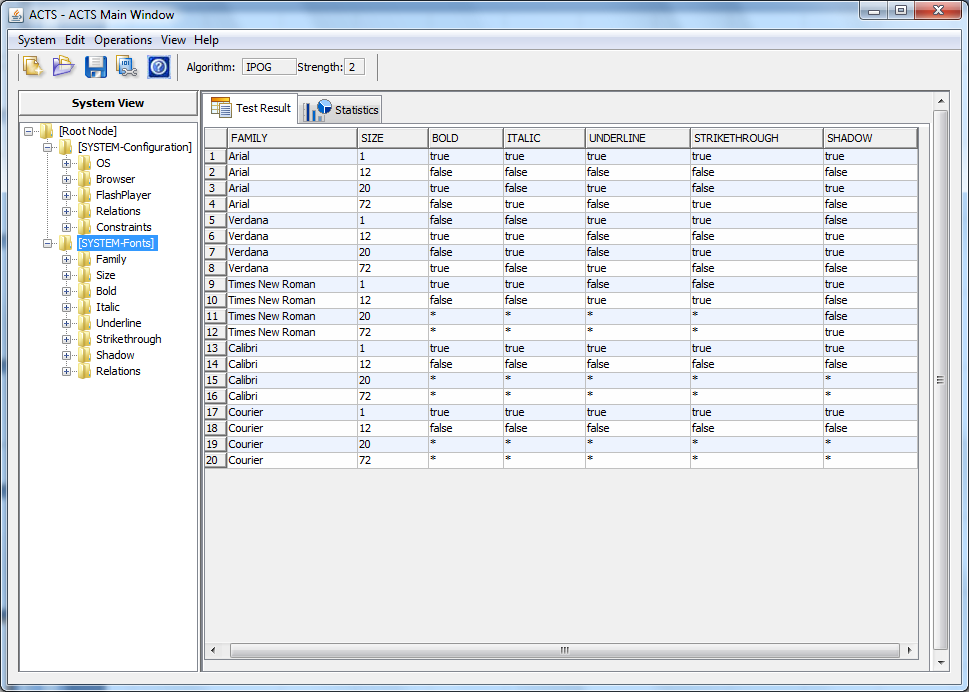 ACTS - ACTS Main Window
System Edit Operations View Help
Algorithm: IPOG Strength: 2
System View
[Root Node]
[SYSTEM-Configuration]
OS
Browser
FlashPlayer
Relations
Constraints
[SYSTEM-Fonts]
Family
Size
Bold
Italic
Underline
Strikethrough
Shadow
Relations
Test Result Statistics
FAMILY SIZE BOLD ITALIC UNDERLINE STRIKETHROUGH SHADOW
1 Arial 1 true true true true true
2 Arial 12 false false false false false
3 Arial 20 true true false false true
4 Arial 72 false true false true true
5 Verdana 1 false false true true false
6 Verdana 12 true true false false true
7 Verdana 20 false true false true true
8 Verdana 72 true false true false false
9 Times New Roman 1 true true false false true
10 Times New Roman 12 false false true true false
11 Times New Roman 20 * * * * false
12 Times New Roman 72 * * * * true
13 Calibri 1 true true true true true
14 Calibri 12 false false false false false
15 Calibri 20 * * * * *
16 Calibri 72 * * * * *
17 Courier 1 true true true true true
18 Courier 12 false false false false false
19 Courier 20 * * * * *
20 Courier 72 * * * * *